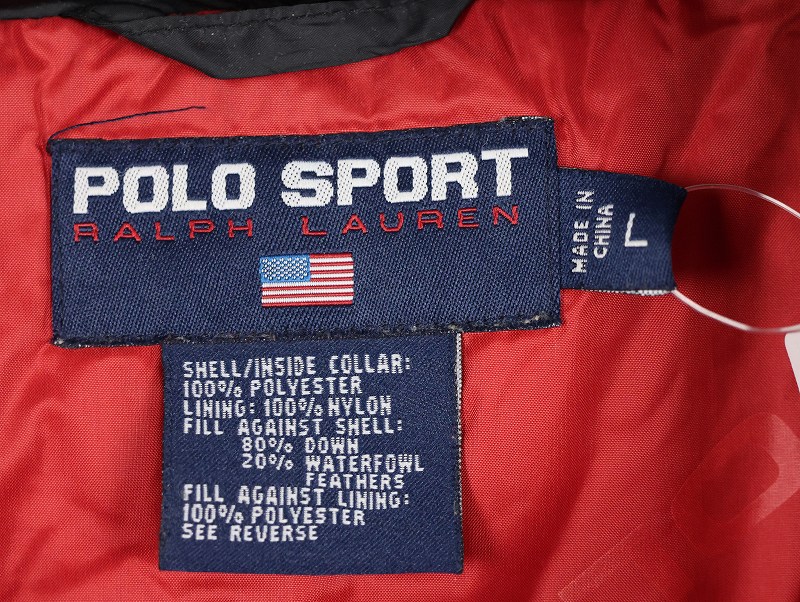 POLO SPORT
RALPH LAUREN
MADE IN
CHINA
L
SHELL/INSIDE COLLAR:
100% POLYESTER
LINING: 100% NYLON
FILL AGAINST SHELL:
80% DOWN
20% WATERFOWL
FEATHERS
FILL AGAINST LINING:
100% POLYESTER
SEE REVERSE